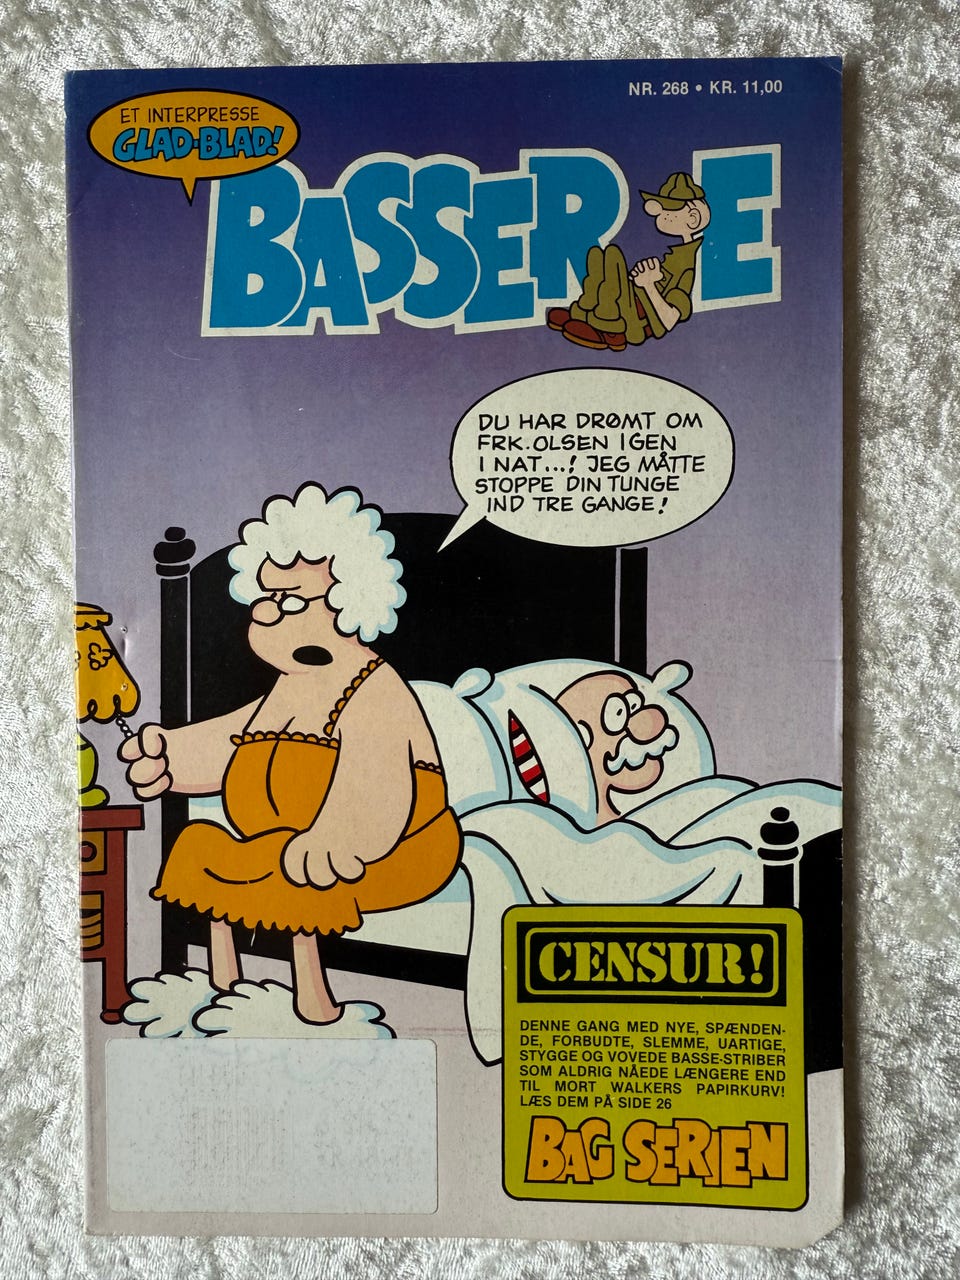 NR. 268 • KR. 11,00
ET INTERPRESSE
GLAD-BLAD!
BASSERNE
DU HAR DRØMT OM
FRK. OLSEN IGEN
I NAT...! JEG MÅTTE
STOPPE DIN TUNGE
IND TRE GANGE!
CENSUR!
DENNE GANG MED NYE, SPÆNDEN-
DE, FORBUDTE, SLEMME, UARTIGE,
STYGGE OG VOVEDE BASSE-STRIBER
SOM ALDRIG NÅEDE LÆNGERE END
TIL MORT WALKERS PAPIRKURV!
LÆS DEM PÅ SIDE 26
BAG SERIEN